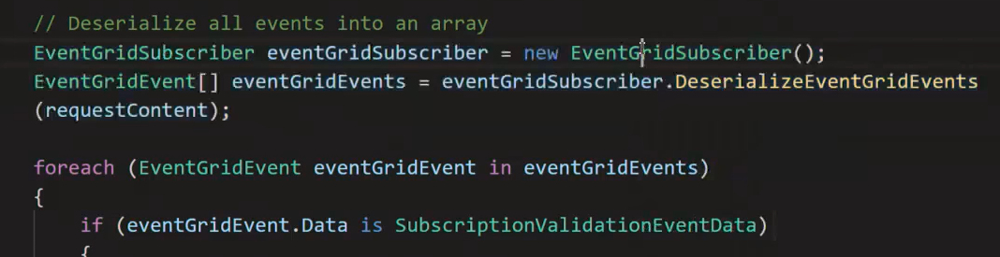 // Deserialize all events into an array
EventGridSubscriber eventGridSubscriber = new EventGridSubscriber();
EventGridEvent[] eventGridEvents = eventGridSubscriber.DeserializeEventGridEvents
(requestContent);
foreach (EventGridEvent eventGridEvent in eventGridEvents)
{
if (eventGridEvent.Data is SubscriptionValidationEventData)
{